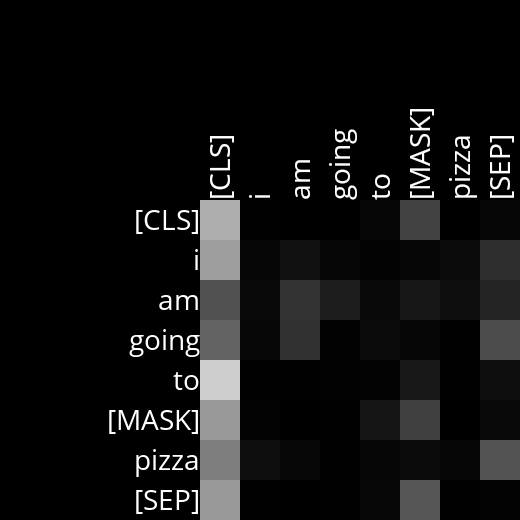 [CLS] i am going to [MASK] pizza [SEP]
[CLS]
i
am
going
to
[MASK]
pizza
[SEP]